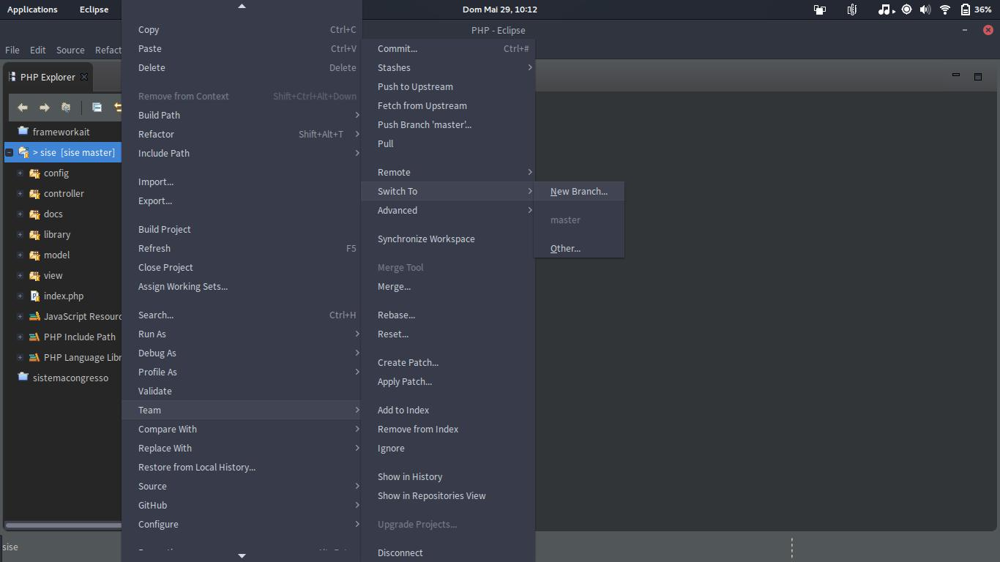 Applications Eclipse Dom Mai 29, 10:12 36%
PHP - Eclipse
File Edit Source Refact
PHP Explorer
frameworkait
> sise [sise master]
config
controller
docs
library
model
view
index.php
JavaScript Resourc
PHP Include Path
PHP Language Libr
sistemacongresso
sise
Copy Ctrl+C
Paste Ctrl+V
Delete Delete
Remove from Context Shift+Ctrl+Alt+Down
Build Path
Refactor Shift+Alt+T
Include Path
Import...
Export...
Build Project
Refresh F5
Close Project
Assign Working Sets...
Search... Ctrl+H
Run As
Debug As
Profile As
Validate
Team
Compare With
Replace With
Restore from Local History...
Source
GitHub
Configure
Commit... Ctrl+#
Stashes
Push to Upstream
Fetch from Upstream
Push Branch 'master'...
Pull
Remote
Switch To
Advanced
Synchronize Workspace
Merge Tool
Merge...
Rebase...
Reset...
Create Patch...
Apply Patch...
Add to Index
Remove from Index
Ignore
Show in History
Show in Repositories View
Upgrade Projects...
Disconnect
New Branch...
master
Other...